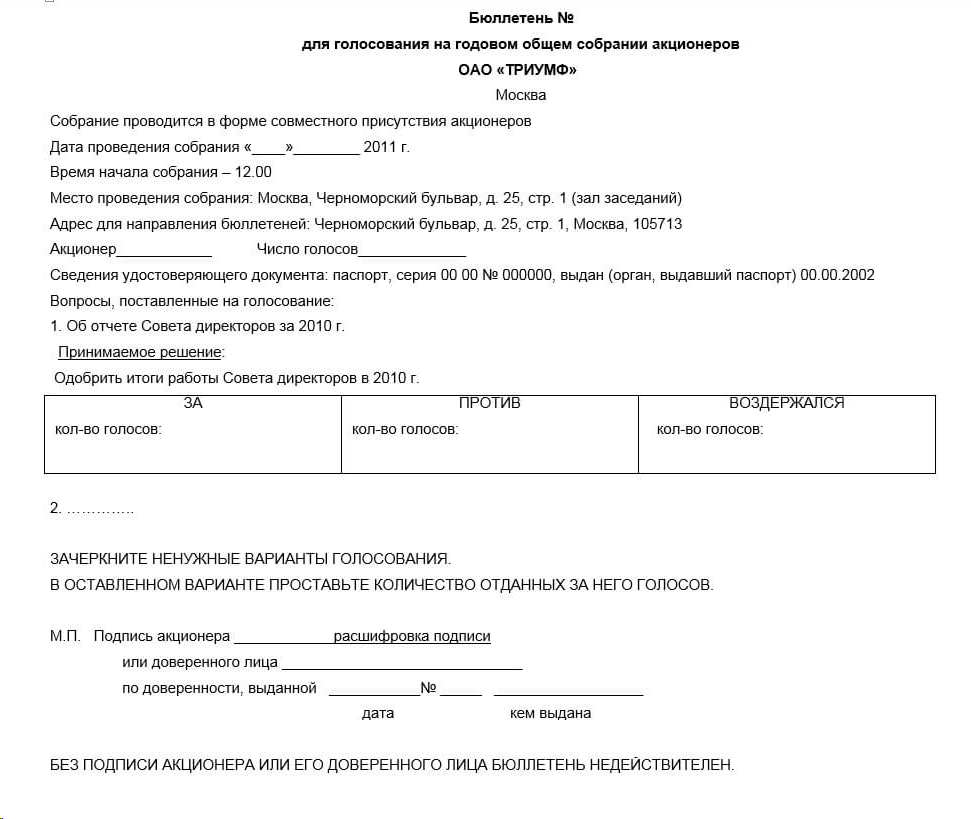 Бюллетень №
для голосования на годовом общем собрании акционеров
ОАО «ТРИУМФ»
Москва
Собрание проводится в форме совместного присутствия акционеров
Дата проведения собрания «____»________ 2011 г.
Время начала собрания – 12.00
Место проведения собрания: Москва, Черноморский бульвар, д. 25, стр. 1 (зал заседаний)
Адрес для направления бюллетеней: Черноморский бульвар, д. 25, стр. 1, Москва, 105713
Акционер____________ Число голосов_____________
Сведения удостоверяющего документа: паспорт, серия 00 00 № 000000, выдан (орган, выдавший паспорт) 00.00.2002
Вопросы, поставленные на голосование:
1. Об отчете Совета директоров за 2010 г.
Принимаемое решение:
Одобрить итоги работы Совета директоров в 2010 г.
ЗА ПРОТИВ ВОЗДЕРЖАЛСЯ
кол-во голосов: кол-во голосов: кол-во голосов:
2. …………..
ЗАЧЕРКНИТЕ НЕНУЖНЫЕ ВАРИАНТЫ ГОЛОСОВАНИЯ.
В ОСТАВЛЕННОМ ВАРИАНТЕ ПРОСТАВЬТЕ КОЛИЧЕСТВО ОТДАННЫХ ЗА НЕГО ГОЛОСОВ.
М.П. Подпись акционера ____________расшифровка подписи
или доверенного лица _____________________________
по доверенности, выданной ___________№ _____ __________________
дата кем выдана
БЕЗ ПОДПИСИ АКЦИОНЕРА ИЛИ ЕГО ДОВЕРЕННОГО ЛИЦА БЮЛЛЕТЕНЬ НЕДЕЙСТВИТЕЛЕН.